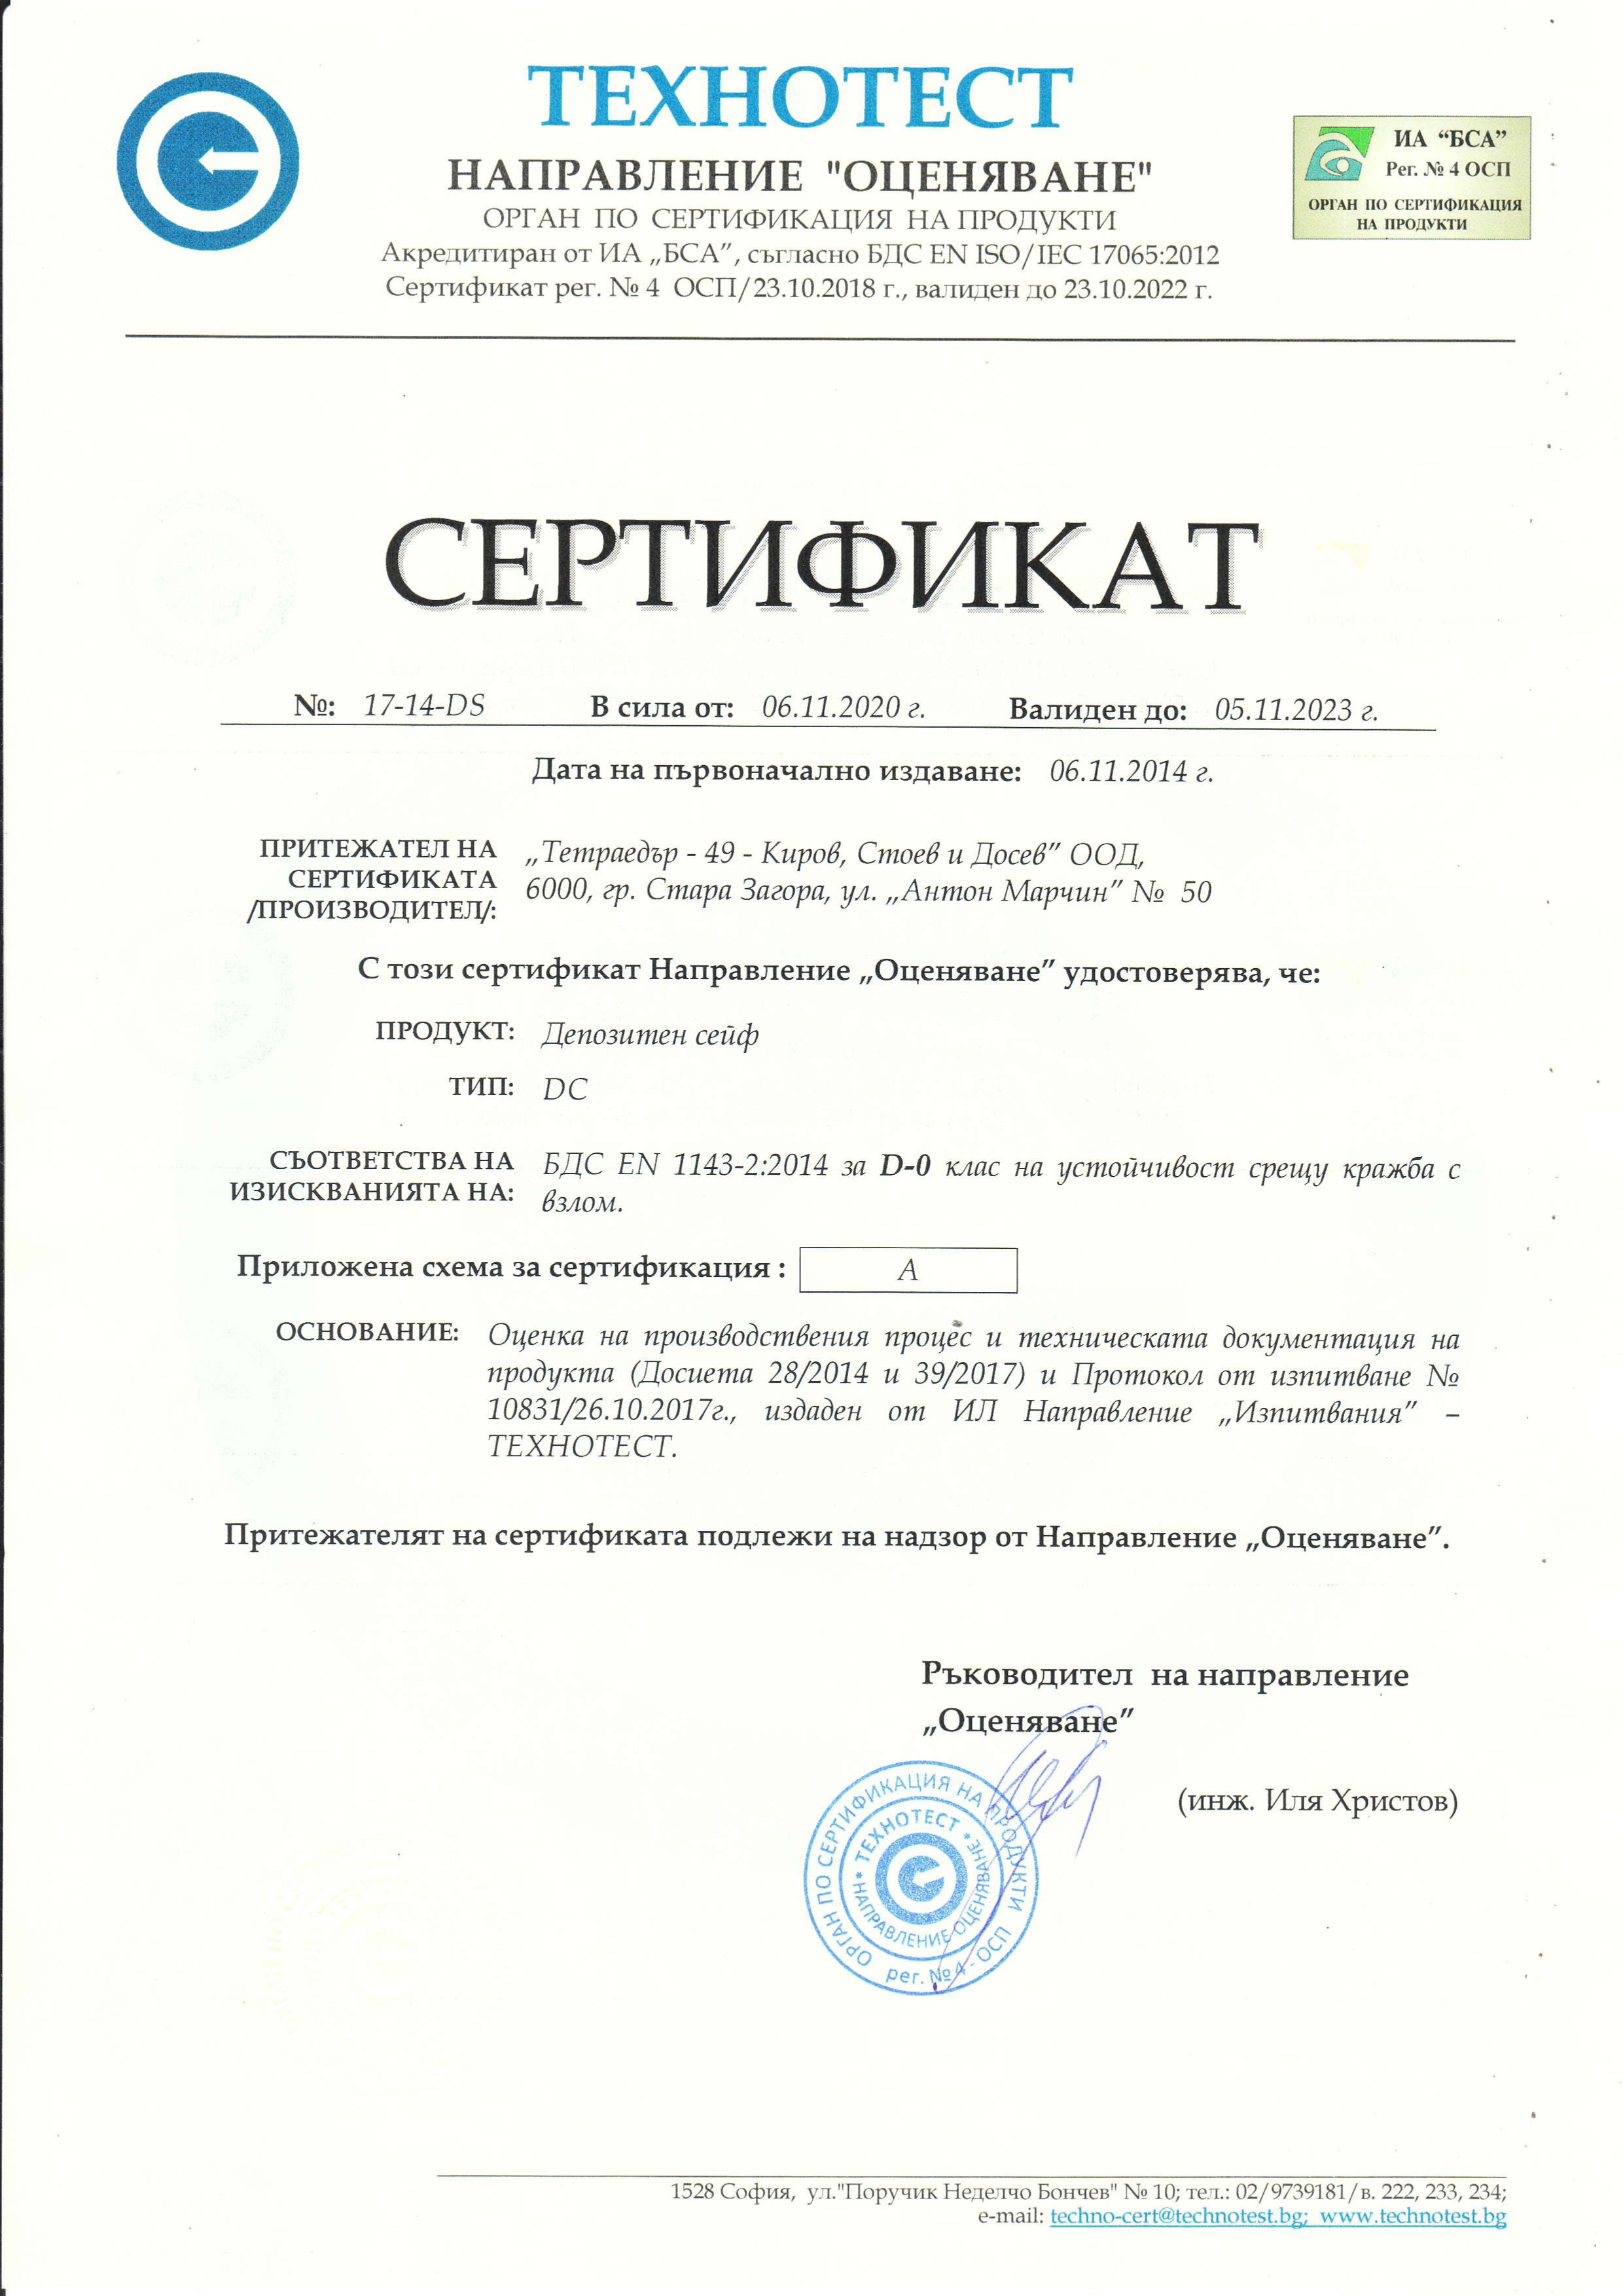 ТЕХНОТЕСТ
НАПРАВЛЕНИЕ "ОЦЕНЯВАНЕ"
ОРГАН ПО СЕРТИФИКАЦИЯ НА ПРОДУКТИ
Акредитиран от ИА „БСА”, съгласно БДС EN ISO/IEC 17065:2012
Сертификат рег. № 4 ОСП/23.10.2018 г., валиден до 23.10.2022 г.
ИА “БСА”
Рег. № 4 ОСП
ОРГАН ПО СЕРТИФИКАЦИЯ
НА ПРОДУКТИ
СЕРТИФИКАТ
№: 17-14-DS В сила от: 06.11.2020 г. Валиден до: 05.11.2023 г.
Дата на първоначално издаване: 06.11.2014 г.
ПРИТЕЖАТЕЛ НА
СЕРТИФИКАТА
/ПРОИЗВОДИТЕЛ/:
„Тетраедър - 49 - Киров, Стоев и Досев” ООД,
6000, гр. Стара Загора, ул. „Антон Марчин” № 50
С този сертификат Направление „Оценяване” удостоверява, че:
ПРОДУКТ: Депозитен сейф
ТИП: DC
СЪОТВЕТСТВА НА
ИЗИСКВАНИЯТА НА:
БДС EN 1143-2:2014 за D-0 клас на устойчивост срещу кражба с
взлом.
Приложена схема за сертификация : А
ОСНОВАНИЕ: Оценка на производствения процес и техническата документация на
продукта (Досиета 28/2014 и 39/2017) и Протокол от изпитване №
10831/26.10.2017г., издаден от ИЛ Направление „Изпитвания” –
ТЕХНОТЕСТ.
Притежателят на сертификата подлежи на надзор от Направление „Оценяване”.
Ръководител на направление
„Оценяване”
(инж. Иля Христов)
ОРГАН ПО СЕРТИФИКАЦИЯ НА ПРОДУКТИ
рег. № 4 - ОСП
* ТЕХНОТЕСТ *
НАПРАВЛЕНИЕ ОЦЕНЯВАНЕ
1528 София, ул."Поручик Неделчо Бончев" № 10; тел.: 02/9739181/в. 222, 233, 234;
e-mail: techno-cert@technotest.bg; www.technotest.bg